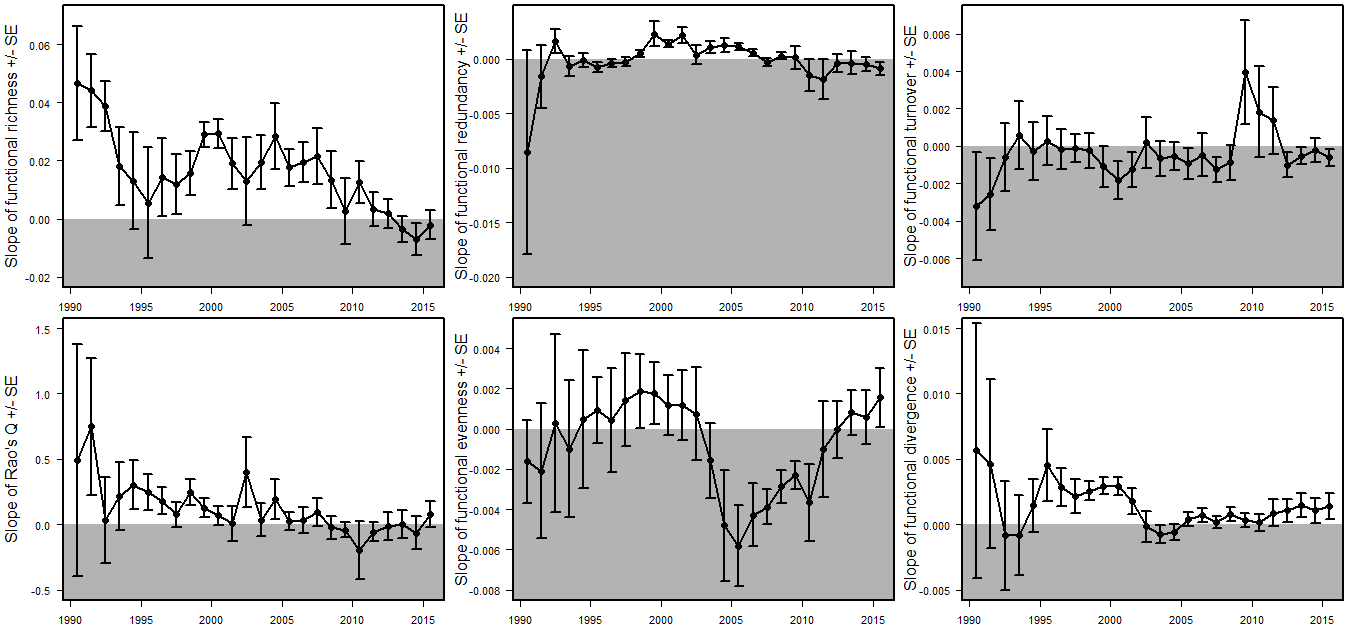 Slope of functional richness +/- SE
0.06
0.04
0.02
0.00
-0.02
1990 1995 2000 2005 2010 2015
Slope of functional redundancy +/- SE
0.000
-0.005
-0.010
-0.015
-0.020
1990 1995 2000 2005 2010 2015
Slope of functional turnover +/- SE
0.006
0.004
0.002
0.000
-0.002
-0.004
-0.006
1990 1995 2000 2005 2010 2015
Slope of Rao's Q +/- SE
1.5
1.0
0.5
0.0
-0.5
1990 1995 2000 2005 2010 2015
Slope of functional evenness +/- SE
0.004
0.002
0.000
-0.002
-0.004
-0.006
-0.008
1990 1995 2000 2005 2010 2015
Slope of functional divergence +/- SE
0.015
0.010
0.005
0.000
-0.005
1990 1995 2000 2005 2010 2015